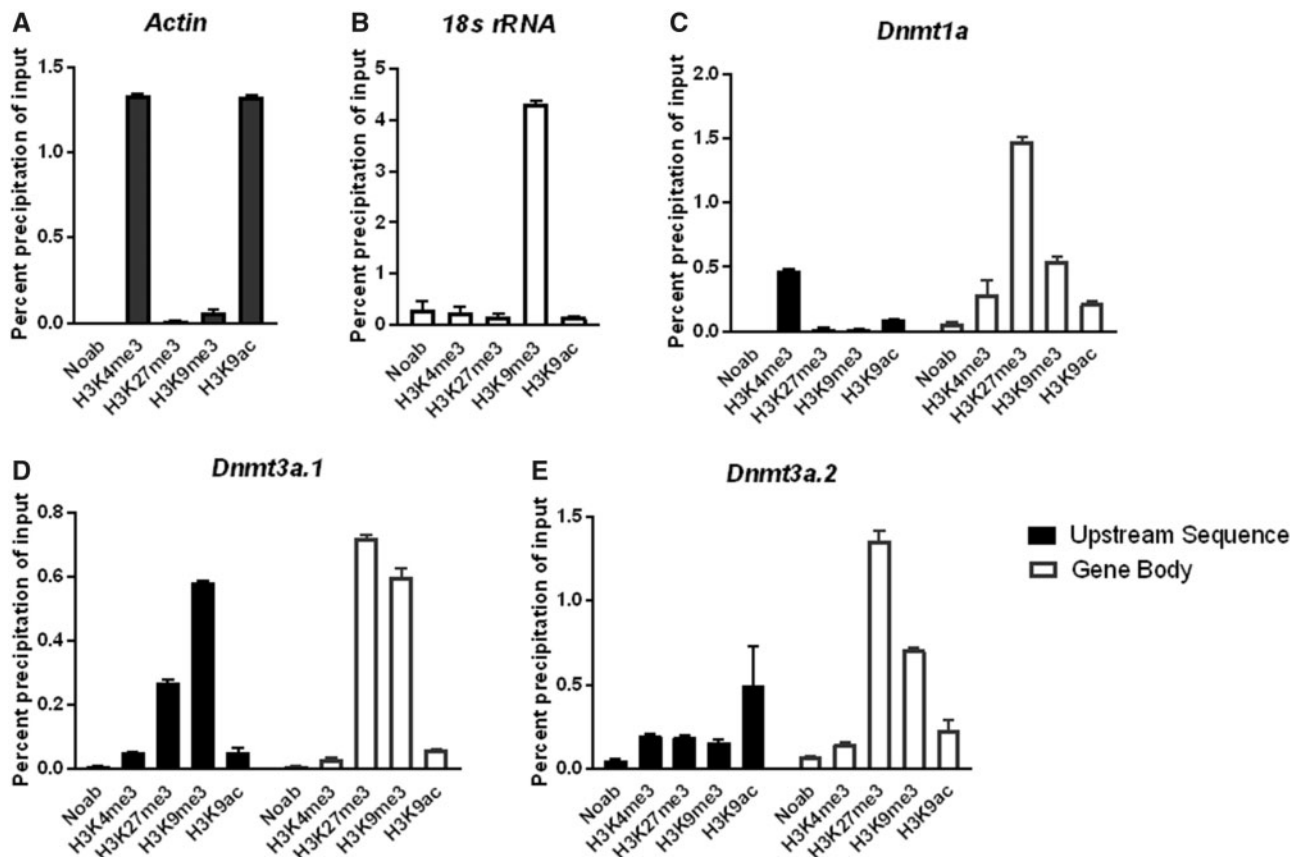 A
Actin
Percent precipitation of input
1.5
1.0
0.5
0.0
Noab
H3K4me3
H3K27me3
H3K9me3
H3K9ac
B
18s rRNA
Percent precipitation of input
5
4
3
2
1
0
Noab
H3K4me3
H3K27me3
H3K9me3
H3K9ac
C
Dnmt1a
Percent precipitation of input
2.0
1.5
1.0
0.5
0.0
Noab
H3K4me3
H3K27me3
H3K9me3
H3K9ac
Noab
H3K4me3
H3K27me3
H3K9me3
H3K9ac
D
Dnmt3a.1
Percent precipitation of input
0.8
0.6
0.4
0.2
0.0
Noab
H3K4me3
H3K27me3
H3K9me3
H3K9ac
Noab
H3K4me3
H3K27me3
H3K9me3
H3K9ac
E
Dnmt3a.2
Percent precipitation of input
1.5
1.0
0.5
0.0
Noab
H3K4me3
H3K27me3
H3K9me3
H3K9ac
Noab
H3K4me3
H3K27me3
H3K9me3
H3K9ac
Upstream Sequence
Gene Body